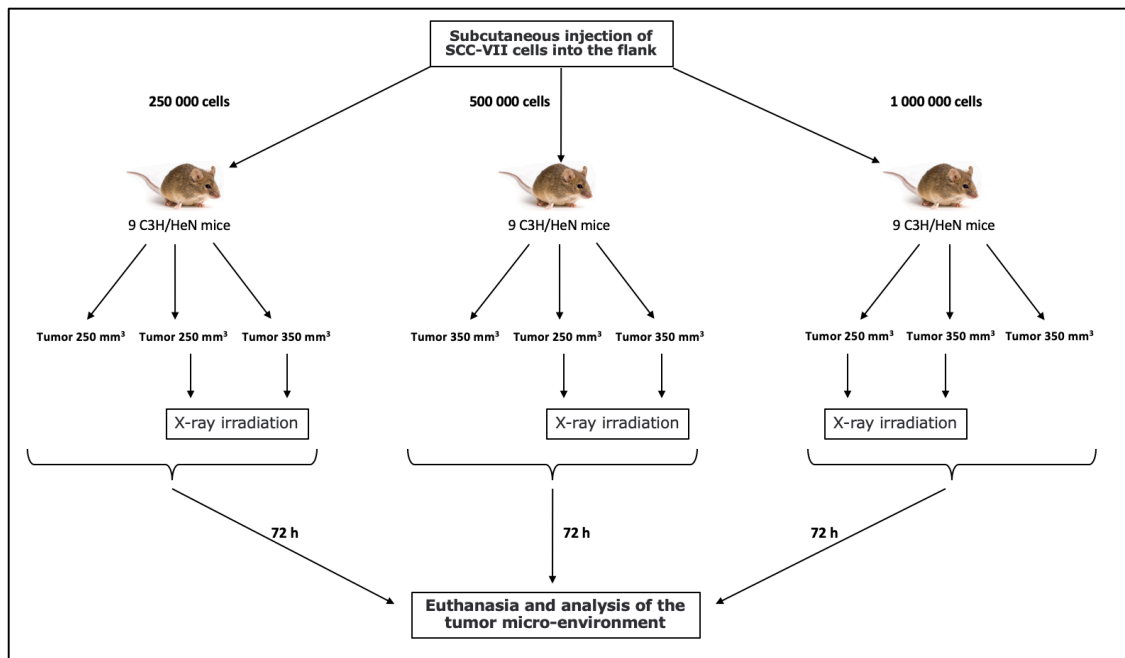 Subcutaneous injection of
SCC-VII cells into the flank
250 000 cells
500 000 cells
1 000 000 cells
9 C3H/HeN mice
9 C3H/HeN mice
9 C3H/HeN mice
Tumor 250 mm³
Tumor 250 mm³
Tumor 350 mm³
Tumor 350 mm³
Tumor 250 mm³
Tumor 350 mm³
Tumor 250 mm³
Tumor 350 mm³
Tumor 350 mm³
X-ray irradiation
X-ray irradiation
X-ray irradiation
72 h
72 h
72 h
Euthanasia and analysis of the
tumor micro-environment